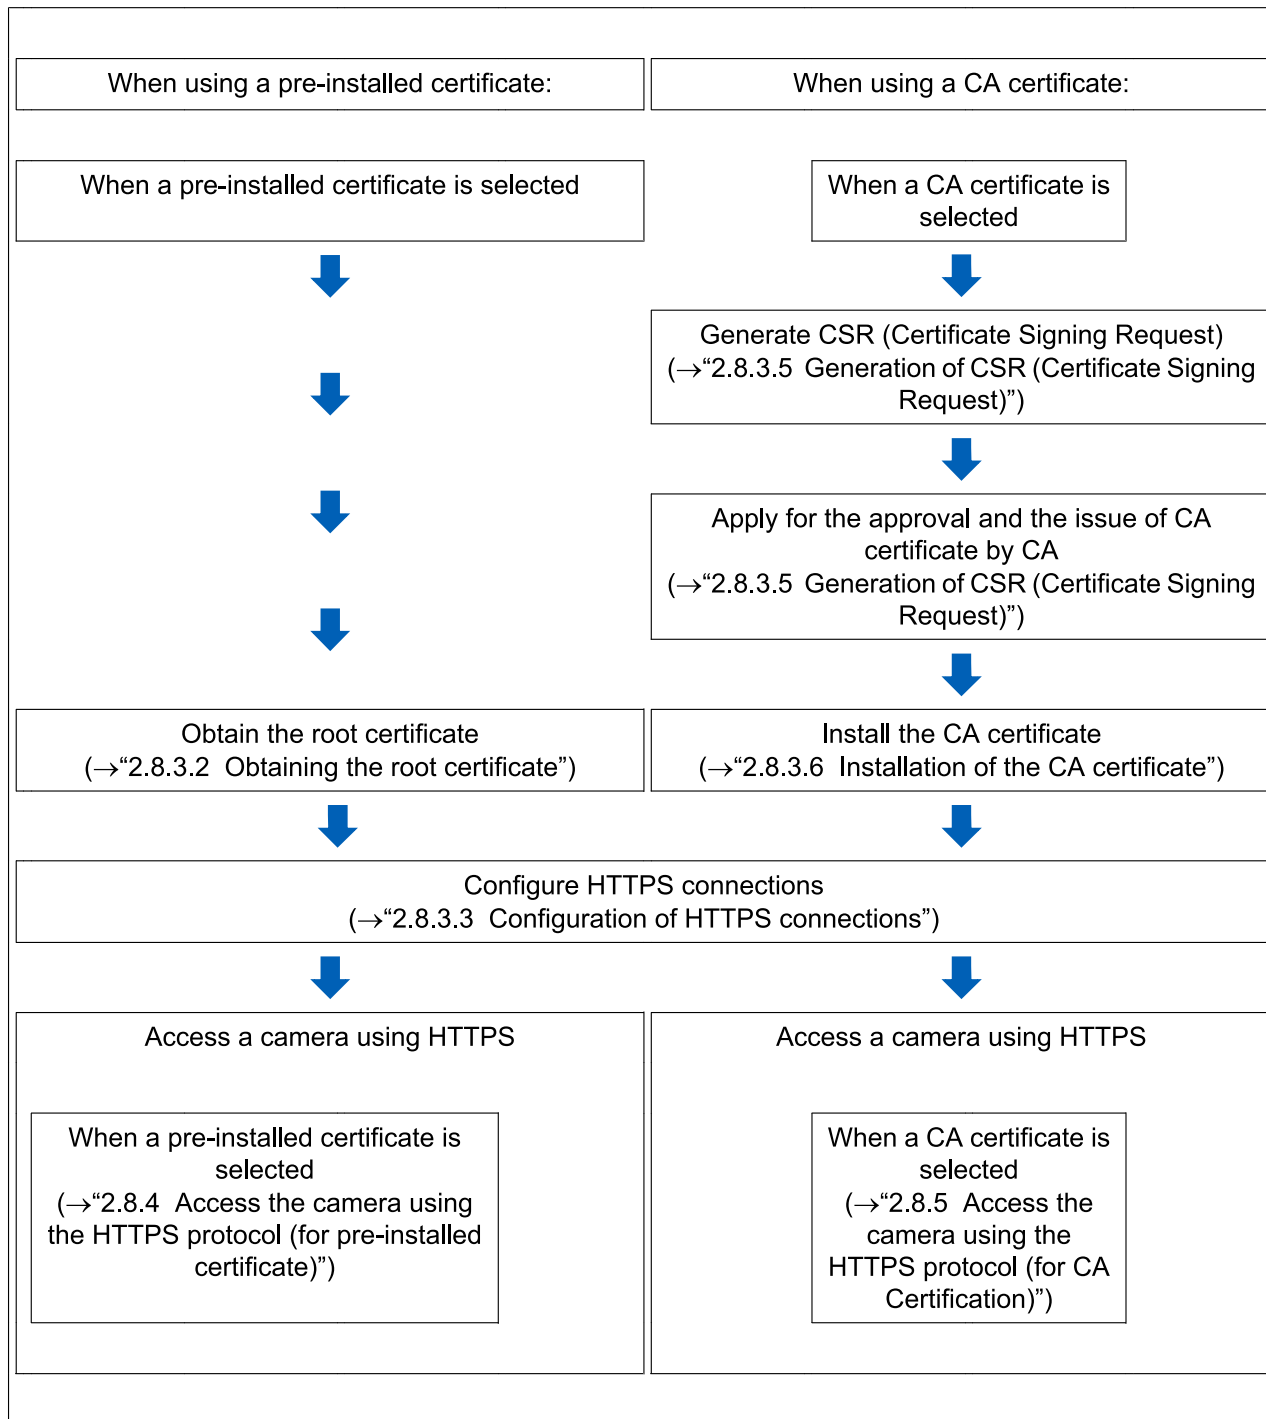 When using a pre-installed certificate:
When using a CA certificate:
When a pre-installed certificate is selected
When a CA certificate is
selected
Generate CSR (Certificate Signing Request)
(→“2.8.3.5  Generation of CSR (Certificate Signing
Request)”)
Apply for the approval and the issue of CA
certificate by CA
(→“2.8.3.5  Generation of CSR (Certificate Signing
Request)”)
Obtain the root certificate
(→“2.8.3.2  Obtaining the root certificate”)
Install the CA certificate
(→“2.8.3.6  Installation of the CA certificate”)
Configure HTTPS connections
(→“2.8.3.3  Configuration of HTTPS connections”)
Access a camera using HTTPS
When a pre-installed certificate is
selected
(→“2.8.4  Access the camera using
the HTTPS protocol (for pre-installed
certificate)”)
Access a camera using HTTPS
When a CA certificate is
selected
(→“2.8.5  Access the
camera using the
HTTPS protocol (for CA
Certification)”)